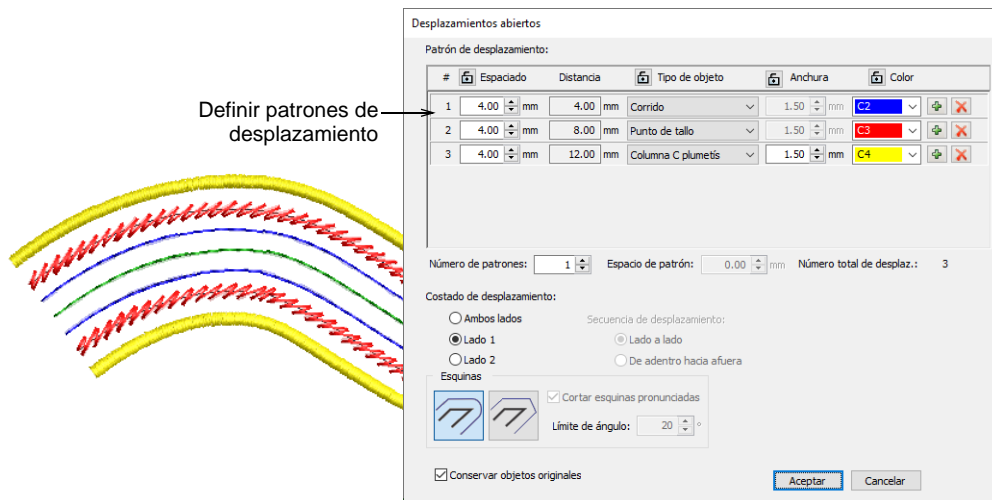 Desplazamientos abiertos
Patrón de desplazamiento:
# Espaciado Distancia Tipo de objeto Anchura Color
1 4.00 mm 4.00 mm Corrido 1.50 mm C2
2 4.00 mm 8.00 mm Punto de tallo 1.50 mm C3
3 4.00 mm 12.00 mm Columna C plumetís 1.50 mm C4
Definir patrones de
desplazamiento
Número de patrones: 1 Espacio de patrón: 0.00 mm Número total de desplaz.: 3
Costado de desplazamiento:
Ambos lados Secuencia de desplazamiento:
Lado 1 Lado a lado
Lado 2 De adentro hacia afuera
Esquinas
Cortar esquinas pronunciadas
Límite de ángulo: 20 °
Conservar objetos originales
Aceptar Cancelar